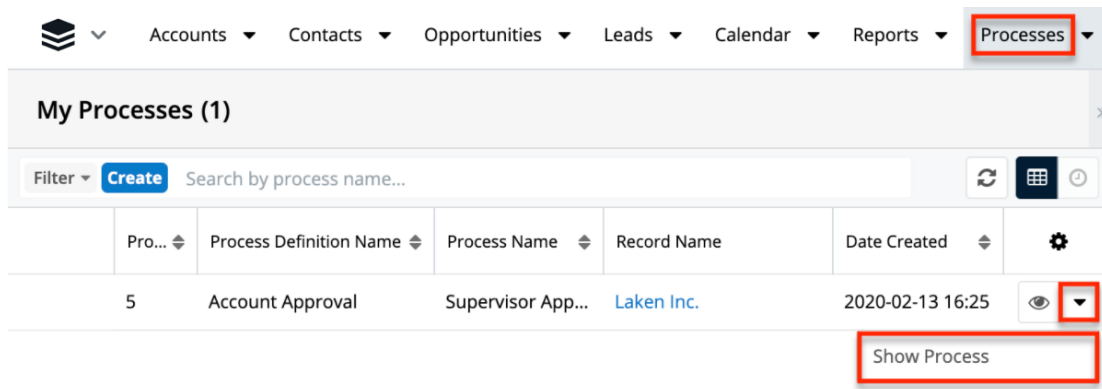 Accounts Contacts Opportunities Leads Calendar Reports Processes
My Processes (1)
Filter Create Search by process name...
Pro... Process Definition Name Process Name Record Name Date Created
5 Account Approval Supervisor App... Laken Inc. 2020-02-13 16:25
Show Process